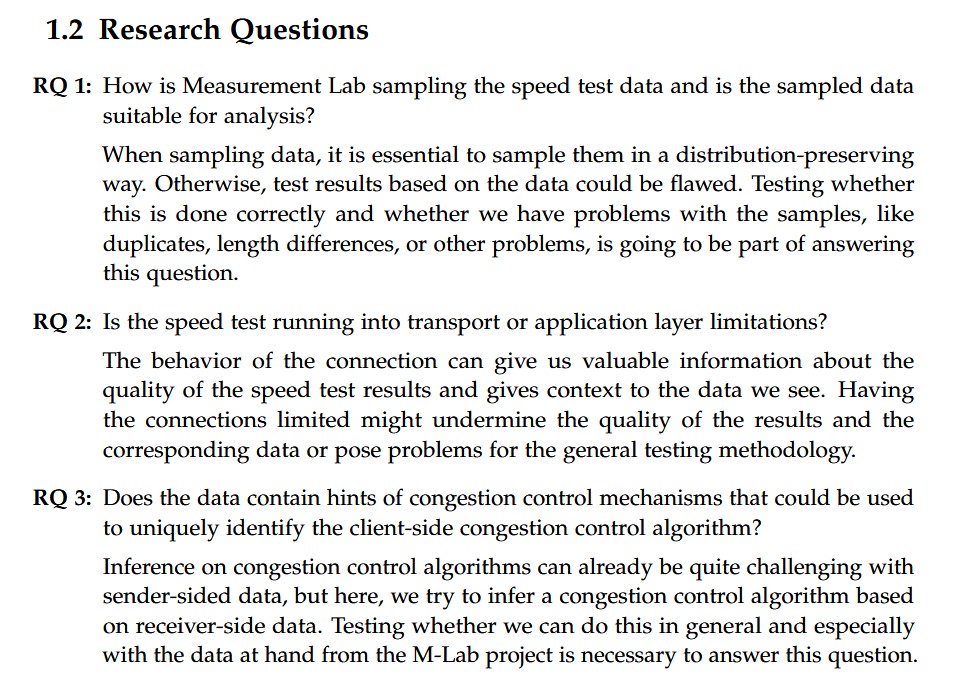 1.2 Research Questions
RQ 1: How is Measurement Lab sampling the speed test data and is the sampled data
suitable for analysis?
When sampling data, it is essential to sample them in a distribution-preserving
way. Otherwise, test results based on the data could be flawed. Testing whether
this is done correctly and whether we have problems with the samples, like
duplicates, length differences, or other problems, is going to be part of answering
this question.
RQ 2: Is the speed test running into transport or application layer limitations?
The behavior of the connection can give us valuable information about the
quality of the speed test results and gives context to the data we see. Having
the connections limited might undermine the quality of the results and the
corresponding data or pose problems for the general testing methodology.
RQ 3: Does the data contain hints of congestion control mechanisms that could be used
to uniquely identify the client-side congestion control algorithm?
Inference on congestion control algorithms can already be quite challenging with
sender-sided data, but here, we try to infer a congestion control algorithm based
on receiver-side data. Testing whether we can do this in general and especially
with the data at hand from the M-Lab project is necessary to answer this question.